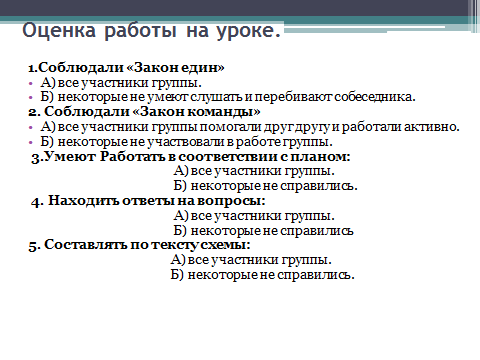 Оценка работы на уроке.
1.Соблюдали «Закон един»
• А) все участники группы.
• Б) некоторые не умеют слушать и перебивают собеседника.
2. Соблюдали «Закон команды»
• А) все участники группы помогали друг другу и работали активно.
• Б) некоторые не участвовали в работе группы.
3.Умеют Работать в соответствии с планом:
А) все участники группы.
Б) некоторые не справились.
4. Находить ответы на вопросы:
А) все участники группы.
Б) некоторые не справились
5. Составлять по тексту схемы:
А) все участники группы.
Б) некоторые не справились.